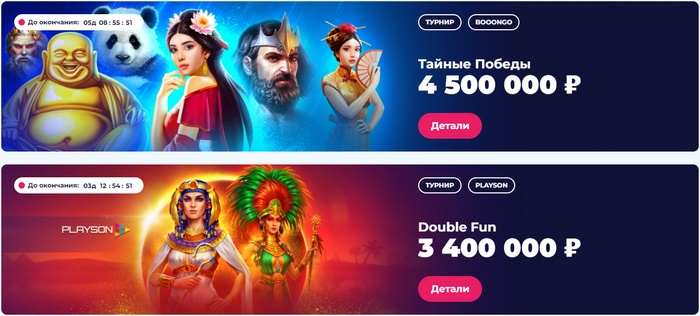 До окончания: 05д 08 : 55 : 51
ТУРНИР BOOONGO
Тайные Победы
4 500 000 ₽
Детали
До окончания: 03д 12 : 54 : 51
ТУРНИР PLAYSON
PLAYSON
Double Fun
3 400 000 ₽
Детали